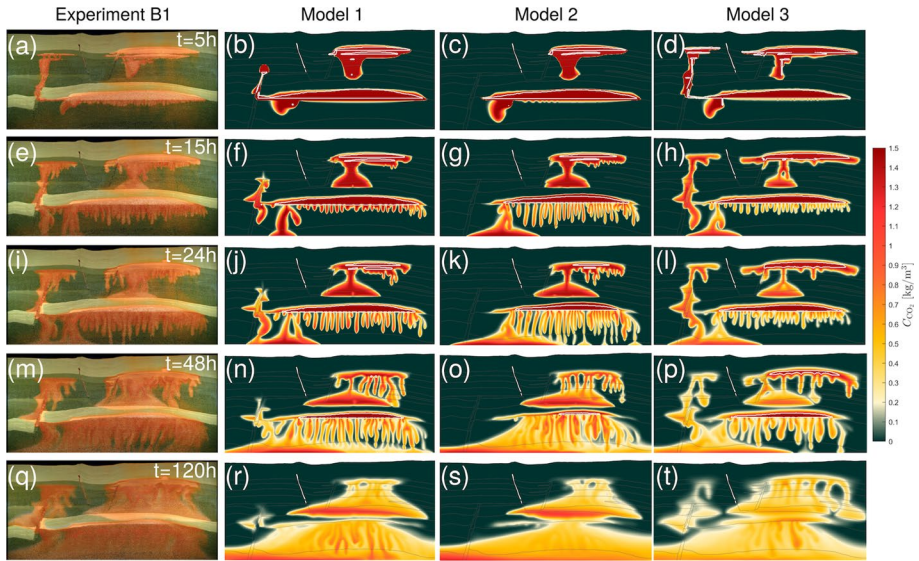 Experiment B1 Model 1 Model 2 Model 3
(a) t=5h (b) (c) (d)
(e) t=15h (f) (g) (h)
(i) t=24h (j) (k) (l)
(m) t=48h (n) (o) (p)
(q) t=120h (r) (s) (t)
1.5
1.4
1.3
1.2
1.1
1
0.9
0.8
0.7
0.6
0.5
0.4
0.3
0.2
0.1
0
C_CO₂ [kg/m³]